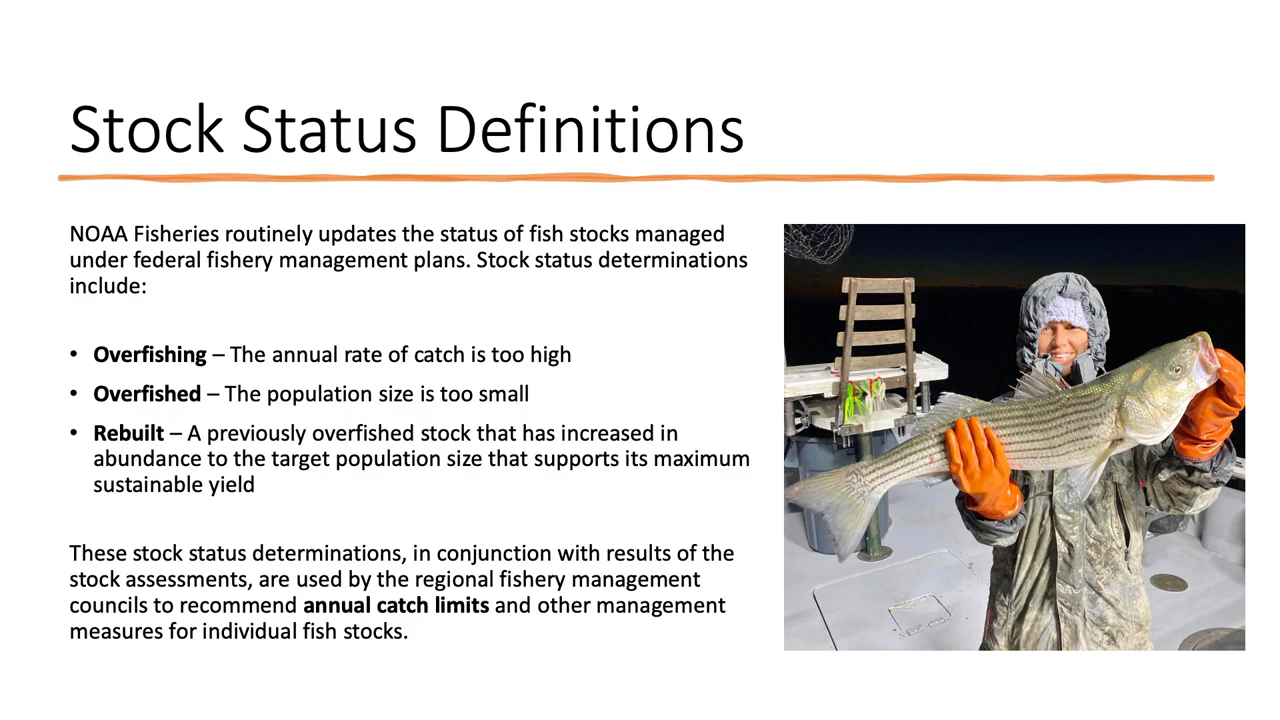 Stock Status Definitions
NOAA Fisheries routinely updates the status of fish stocks managed
under federal fishery management plans. Stock status determinations
include:
• Overfishing – The annual rate of catch is too high
• Overfished – The population size is too small
• Rebuilt – A previously overfished stock that has increased in
abundance to the target population size that supports its maximum
sustainable yield
These stock status determinations, in conjunction with results of the
stock assessments, are used by the regional fishery management
councils to recommend annual catch limits and other management
measures for individual fish stocks.